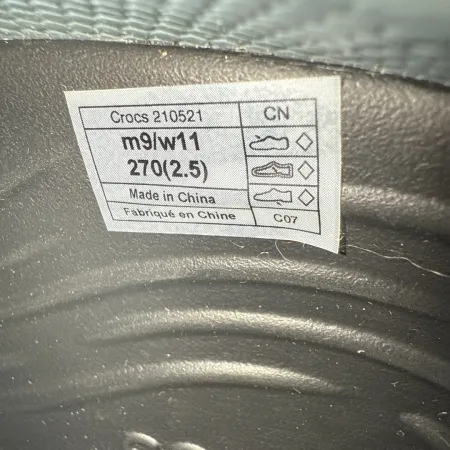 Crocs 210521 CN
m9/w11
270(2.5)
Made in China
Fabriqué en Chine C07